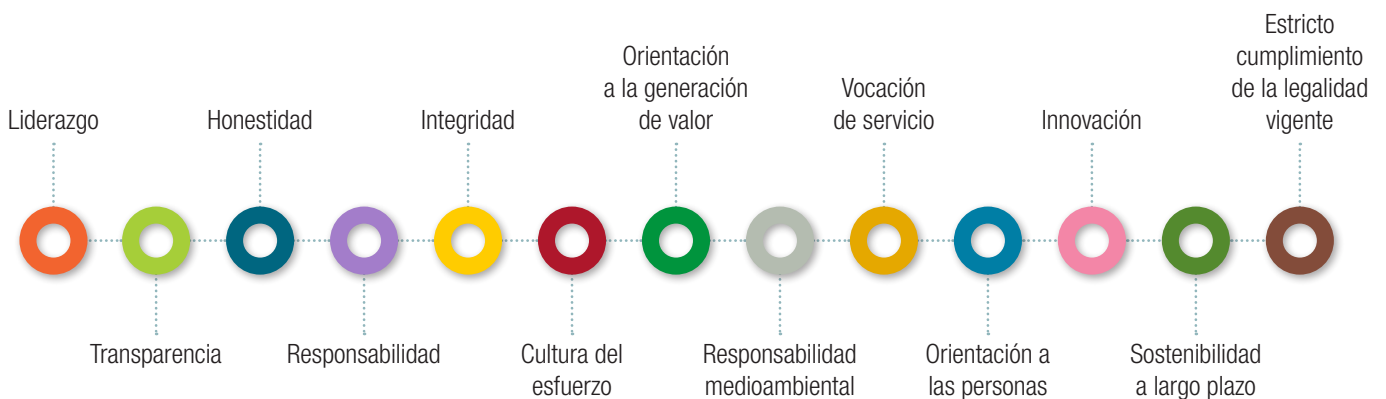 Liderazgo
Transparencia
Honestidad
Responsabilidad
Integridad
Cultura del
esfuerzo
Orientación
a la generación
de valor
Responsabilidad
medioambiental
Vocación
de servicio
Orientación a
las personas
Innovación
Sostenibilidad
a largo plazo
Estricto
cumplimiento
de la legalidad
vigente